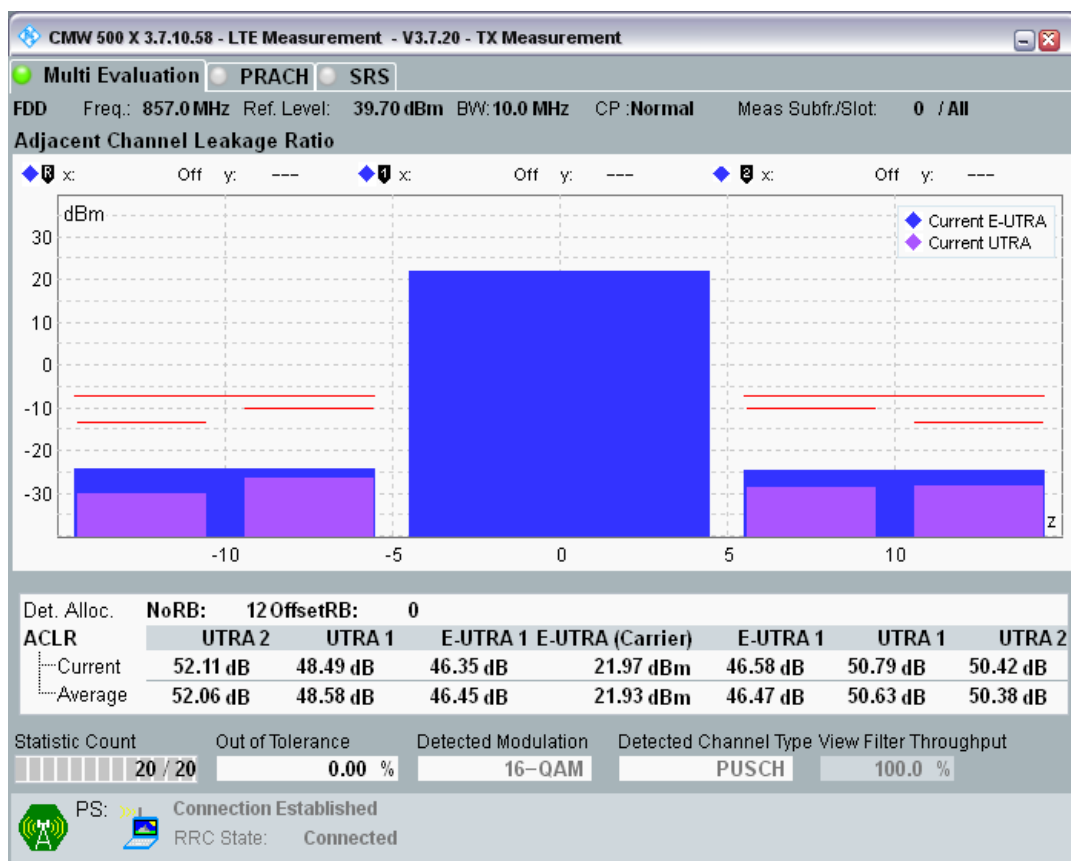 CMW 500 X 3.7.10.58 - LTE Measurement - V3.7.20 - TX Measurement
Multi Evaluation PRACH SRS
FDD Freq.: 857.0 MHz Ref. Level: 39.70 dBm BW: 10.0 MHz CP :Normal Meas Subfr./Slot: 0 / All
Adjacent Channel Leakage Ratio
R x: Off y: --- 1 x: Off y: --- 2 x: Off y: ---
dBm
Current E-UTRA
Current UTRA
30
20
10
0
-10
-20
-30
z
-10 -5 0 5 10
Det. Alloc. NoRB: 12 OffsetRB: 0
ACLR UTRA 2 UTRA 1 E-UTRA 1 E-UTRA (Carrier) E-UTRA 1 UTRA 1 UTRA 2
Current 52.11 dB 48.49 dB 46.35 dB 21.97 dBm 46.58 dB 50.79 dB 50.42 dB
Average 52.06 dB 48.58 dB 46.45 dB 21.93 dBm 46.47 dB 50.63 dB 50.38 dB
Statistic Count Out of Tolerance Detected Modulation Detected Channel Type View Filter Throughput
20 / 20 0.00 % 16-QAM PUSCH 100.0 %
PS: Connection Established
RRC State: Connected